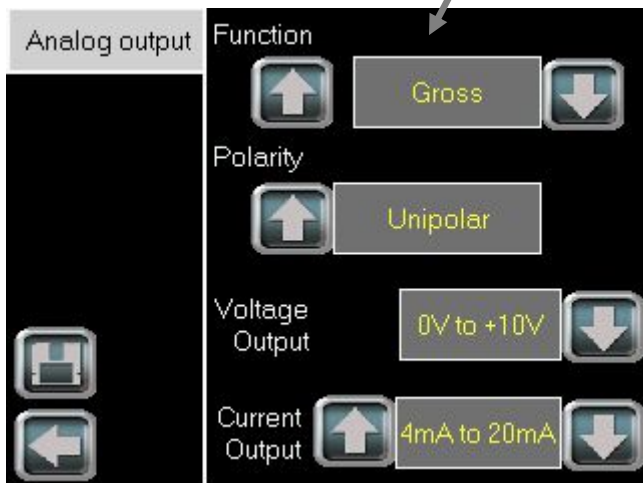 Analog output
Function
Gross
Polarity
Unipolar
Voltage
Output
0V to +10V
Current
Output
4mA to 20mA